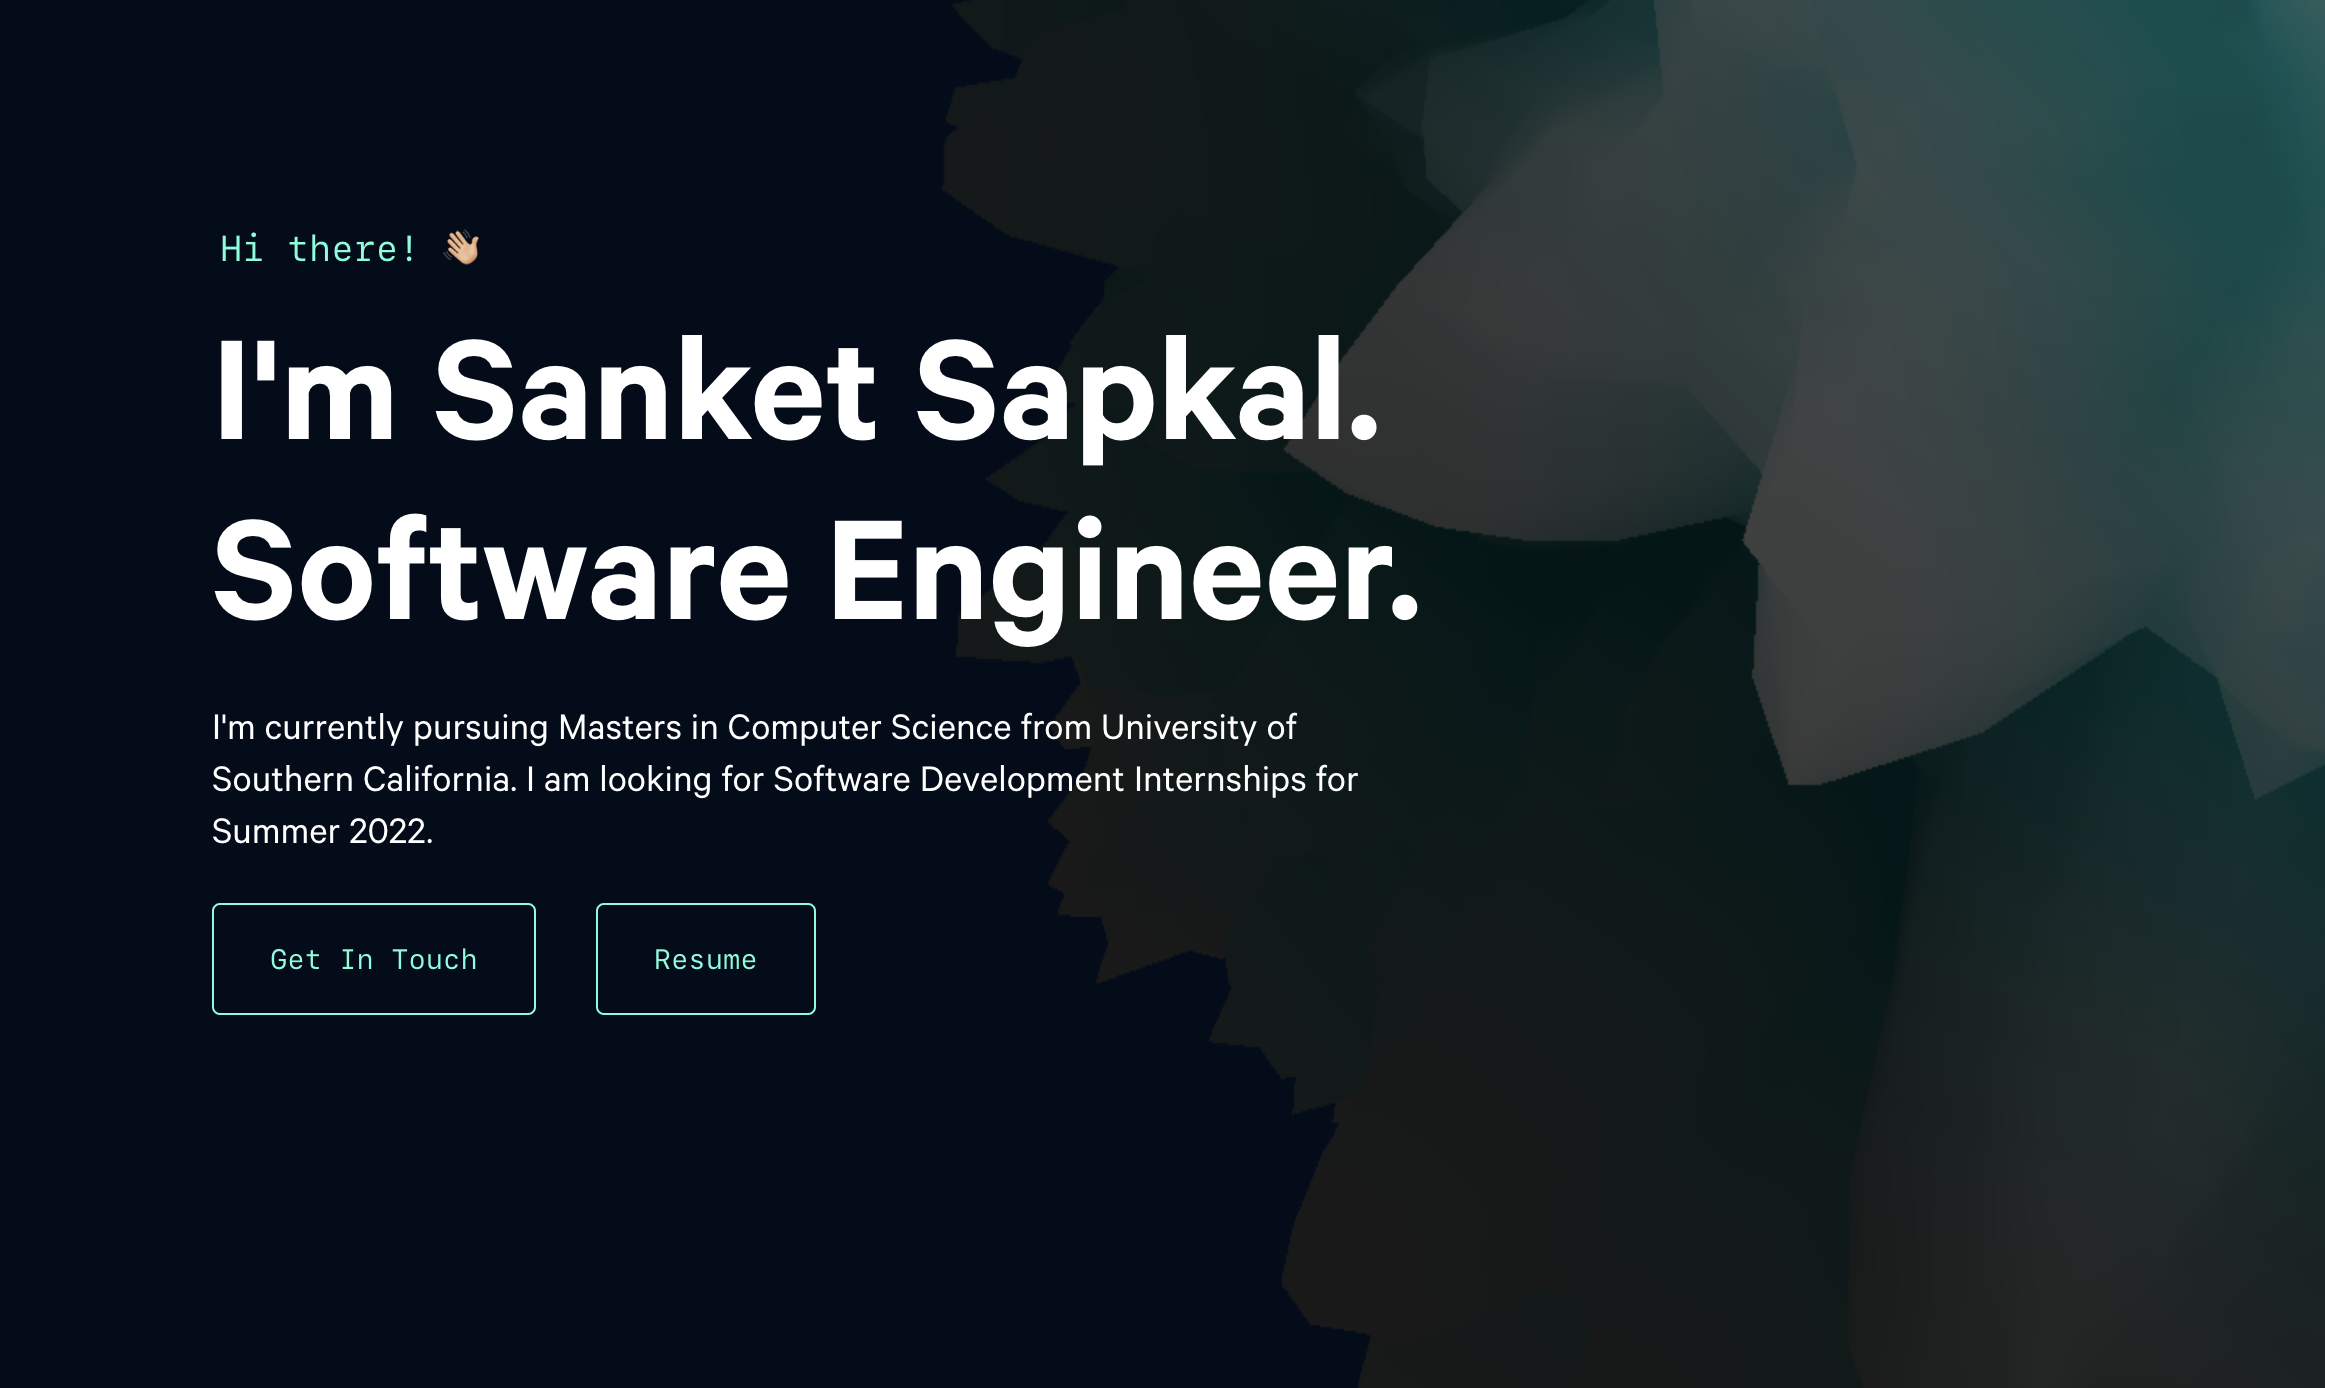 Hi there! 👋🏼
I'm Sanket Sapkal.
Software Engineer.
I'm currently pursuing Masters in Computer Science from University of
Southern California. I am looking for Software Development Internships for
Summer 2022.
Get In Touch
Resume